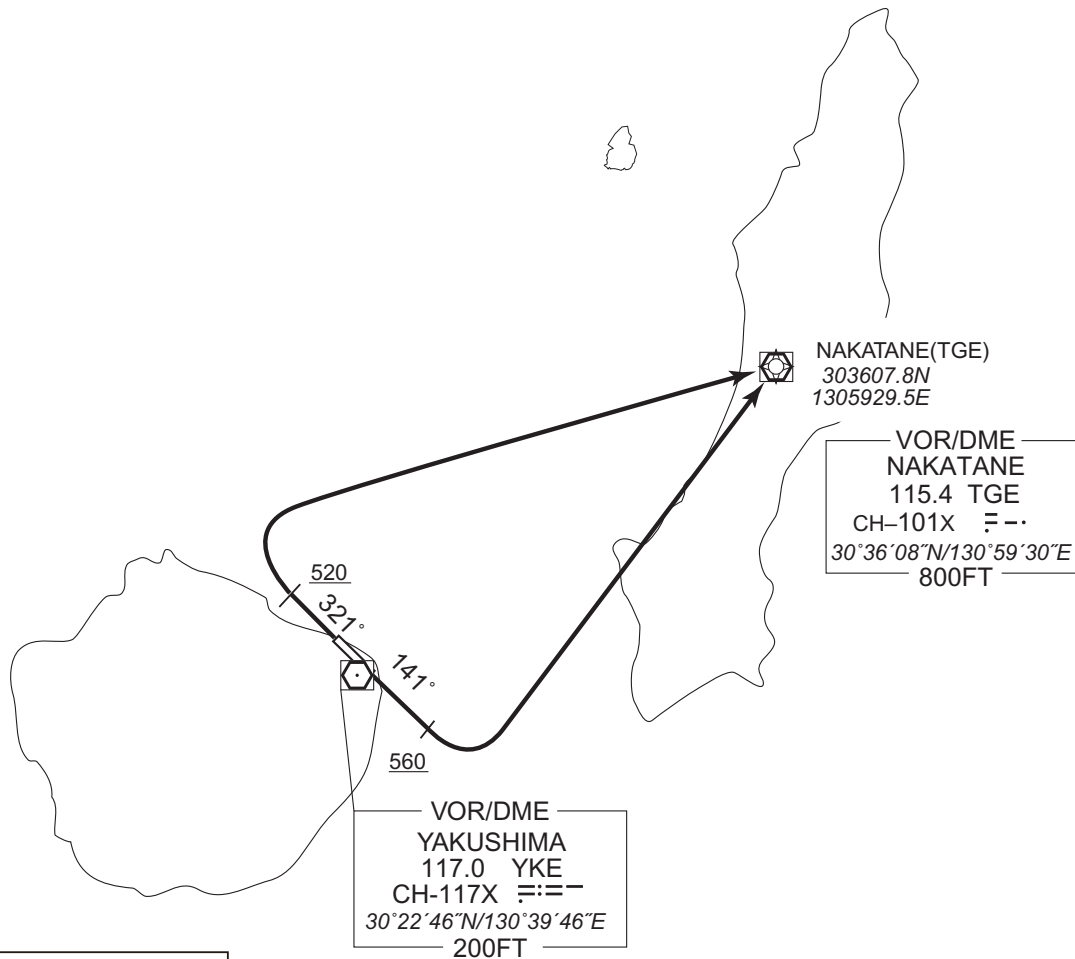 NAKATANE(TGE)
303607.8N
1305929.5E
VOR/DME
NAKATANE
115.4 TGE
CH–101X
30°36´08˝N/130°59´30˝E
800FT
520
321°
141°
560
VOR/DME
YAKUSHIMA
117.0 YKE
CH-117X
30°22´46˝N/130°39´46˝E
200FT